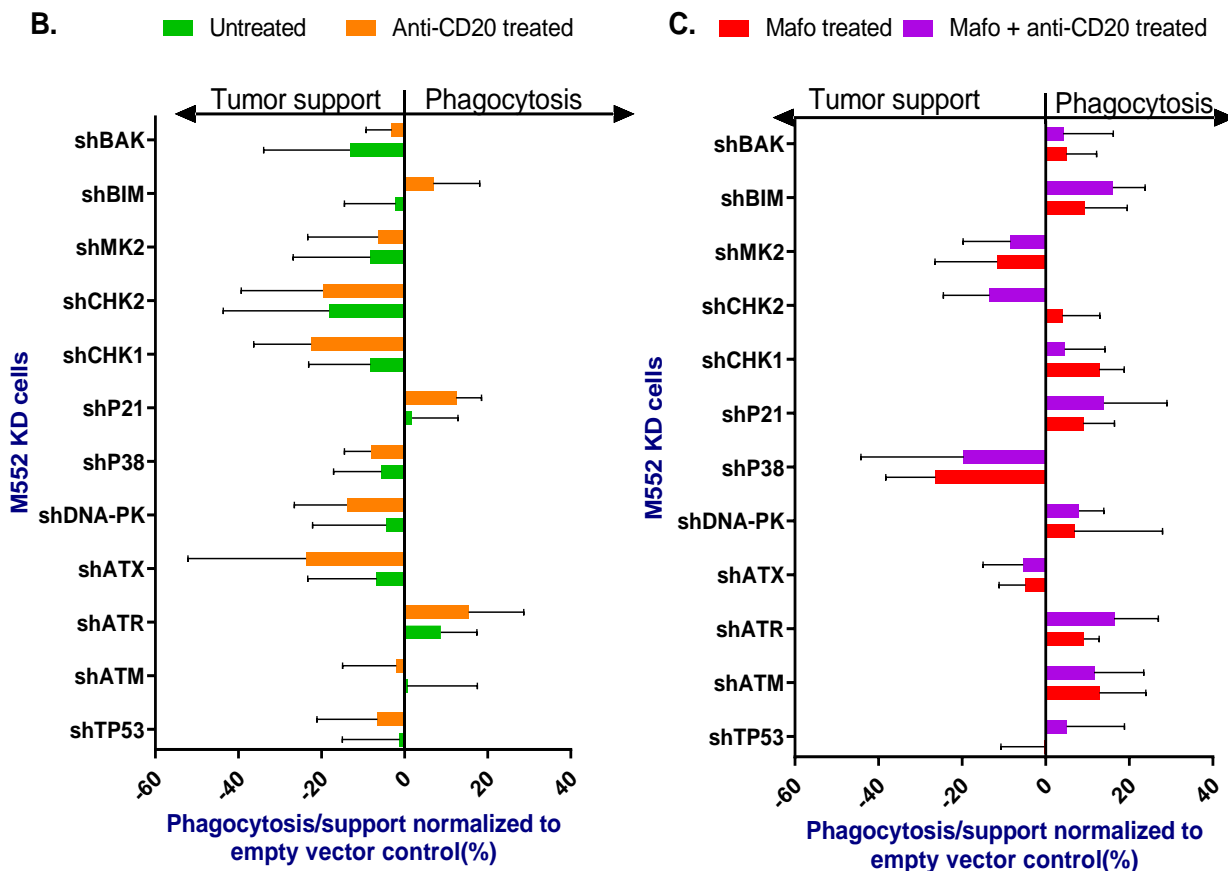 B.
Untreated
Anti-CD20 treated
Tumor support
Phagocytosis
shBAK
shBIM
shMK2
shCHK2
shCHK1
shP21
shP38
shDNA-PK
shATX
shATR
shATM
shTP53
M552 KD cells
-60
-40
-20
0
20
40
Phagocytosis/support normalized to
empty vector control(%)
C.
Mafo treated
Mafo + anti-CD20 treated
Tumor support
Phagocytosis
shBAK
shBIM
shMK2
shCHK2
shCHK1
shP21
shP38
shDNA-PK
shATX
shATR
shATM
shTP53
M552 KD cells
-60
-40
-20
0
20
40
Phagocytosis/support normalized to
empty vector control(%)